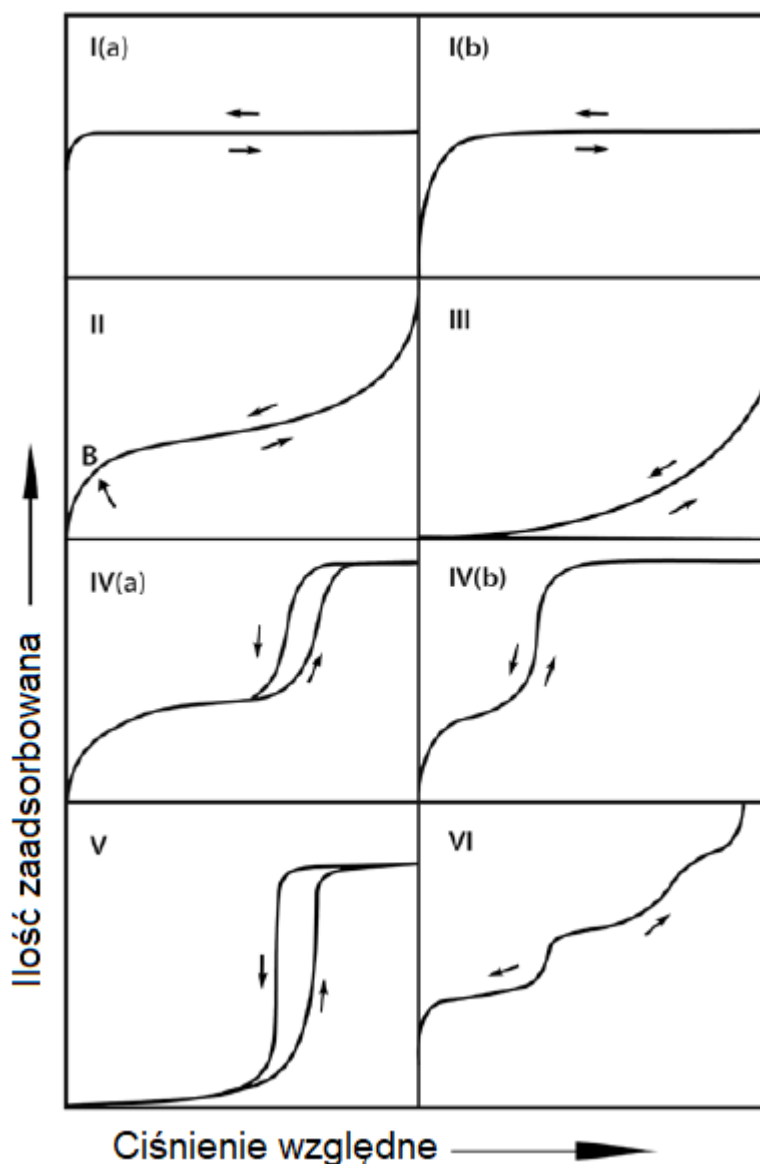 I(a)
I(b)
II
III
B
IV(a)
IV(b)
V
VI
Ilość zaadsorbowana
Ciśnienie względne